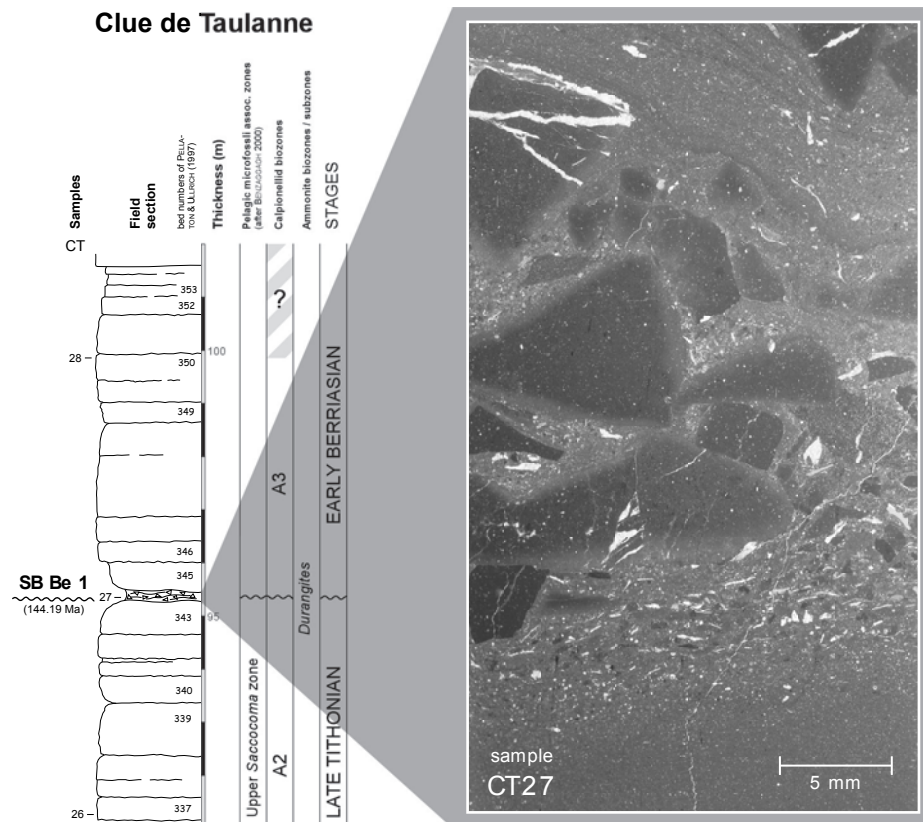 Clue de Taulanne
Samples
Field
section
bed numbers of PELLA-
TON & ULLRICH (1997)
Thickness (m)
Pelagic microfossil assoc. zones
(after BENZAGGAGH 2000)
Calpionellid biozones
Ammonite biozones / subzones
STAGES
CT
353
?
352
100
28
350
349
EARLY BERRIASIAN
A3
346
345
SB Be 1
(144.19 Ma)
27
343
95
Durangites
340
339
Upper Saccocoma zone
A2
LATE TITHONIAN
337
26
sample
CT27
5 mm